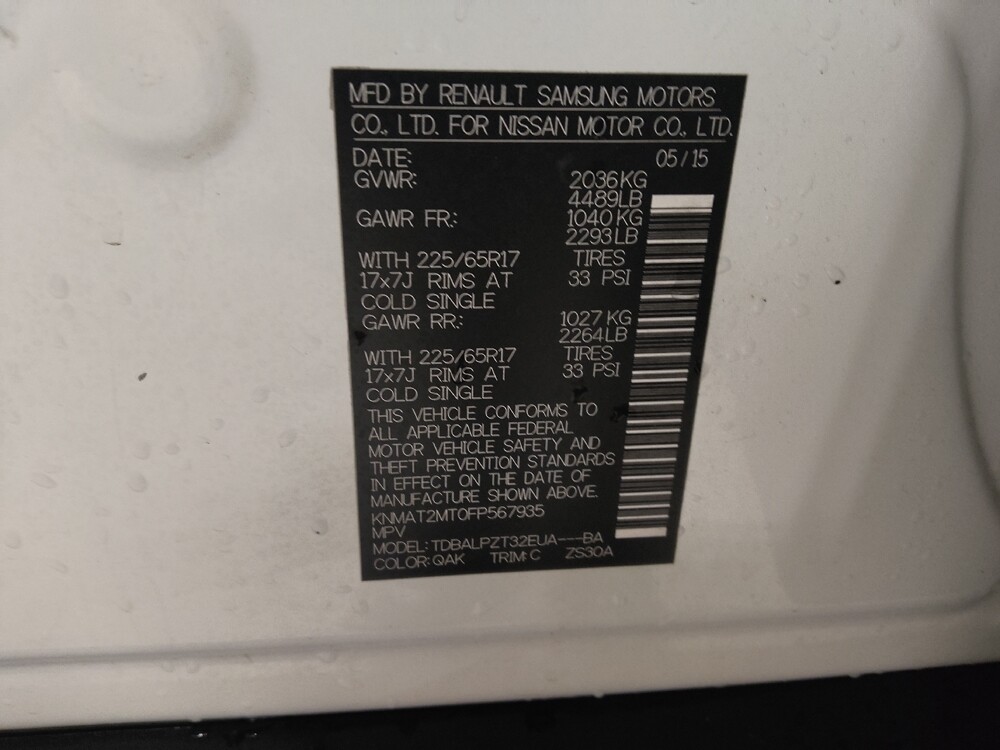 MFD BY RENAULT SAMSUNG MOTORS
CO., LTD. FOR NISSAN MOTOR CO., LTD.
DATE: 05/15
GVWR: 2036KG
4489LB
GAWR FR.: 1040KG
2293LB
WITH 225/65R17 TIRES
17x7J RIMS AT 33 PSI
COLD SINGLE
GAWR RR.: 1027KG
2264LB
WITH 225/65R17 TIRES
17x7J RIMS AT 33 PSI
COLD SINGLE
THIS VEHICLE CONFORMS TO
ALL APPLICABLE FEDERAL
MOTOR VEHICLE SAFETY AND
THEFT PREVENTION STANDARDS
IN EFFECT ON THE DATE OF
MANUFACTURE SHOWN ABOVE.
KNMAT2MT0FP567935
MPV
MODEL: TDBALPZT32EUA---BA
COLOR: QAK TRIM: C ZS30A